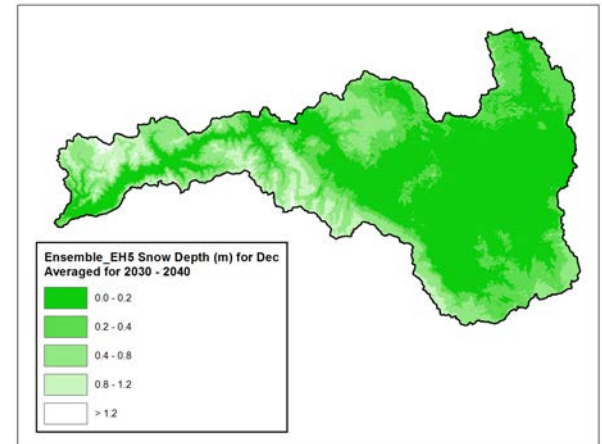 Ensemble_EH5 Snow Depth (m) for Dec
Averaged for 2030 - 2040
0.0 - 0.2
0.2 - 0.4
0.4 - 0.8
0.8 - 1.2
> 1.2